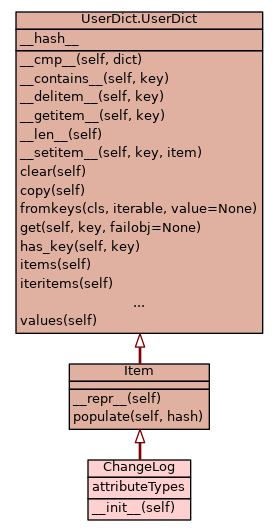 UserDict.UserDict
__hash__
__cmp__(self, dict)
__contains__(self, key)
__delitem__(self, key)
__getitem__(self, key)
__len__(self)
__setitem__(self, key, item)
clear(self)
copy(self)
fromkeys(cls, iterable, value=None)
get(self, key, failobj=None)
has_key(self, key)
items(self)
iteritems(self)
...
values(self)
Item
__repr__(self)
populate(self, hash)
ChangeLog
attributeTypes
__init__(self)